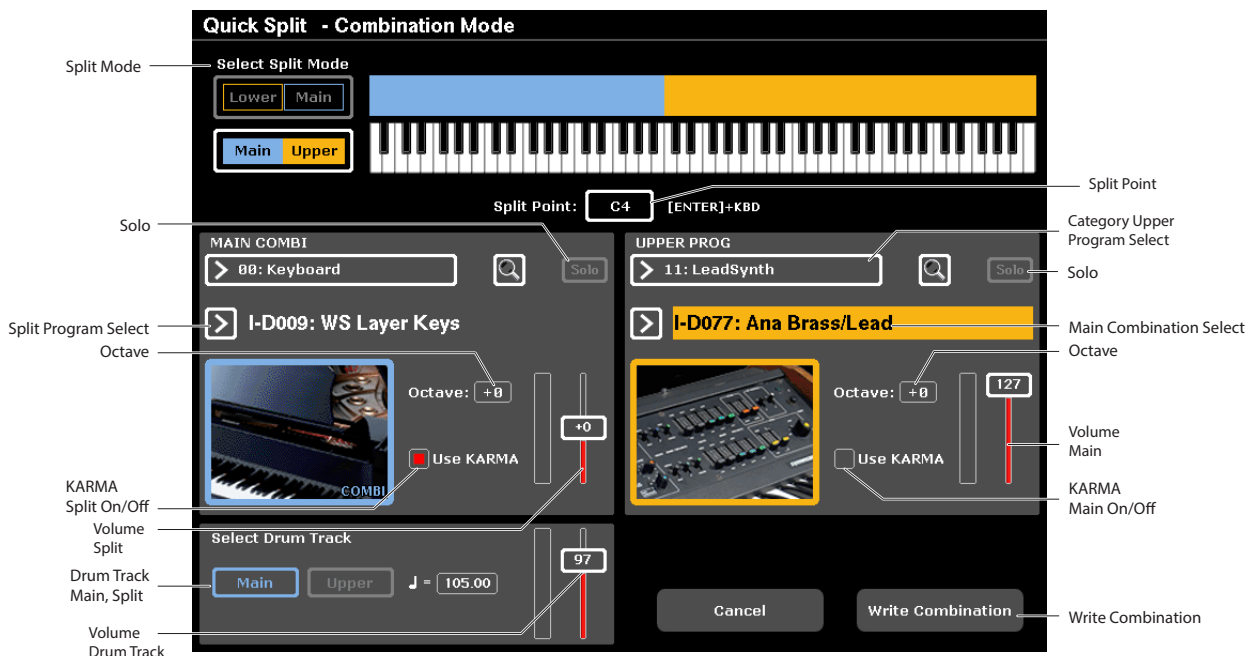 Quick Split - Combination Mode
Split Mode
Select Split Mode
Lower Main
Main Upper
Split Point
Split Point: C4 [ENTER]+KBD
Solo
Category Upper
Program Select
MAIN COMBI
UPPER PROG
00: Keyboard
Solo
11: LeadSynth
Solo
Solo
Split Program Select
I-D009: WS Layer Keys
I-D077: Ana Brass/Lead
Main Combination Select
Octave
Octave
Octave: +0
+0
Octave: +0
127
Volume
Main
Use KARMA
Use KARMA
COMBI
KARMA
Split On/Off
KARMA
Main On/Off
Volume
Split
Select Drum Track
97
Drum Track
Main, Split
Main Upper ♩ = 105.00
Cancel
Write Combination
Write Combination
Volume
Drum Track